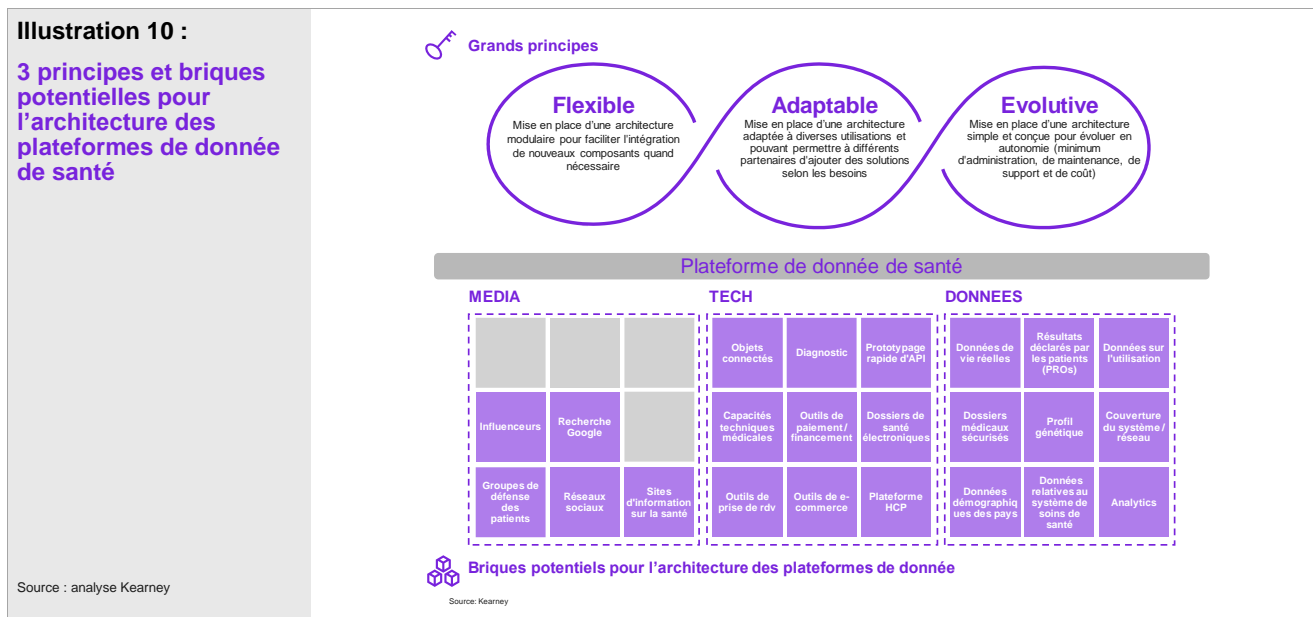 Illustration 10 :
3 principes et briques
potentielles pour
l'architecture des
plateformes de donnée
de santé
Source : analyse Kearney
Grands principes
Flexible
Mise en place d'une architecture
modulaire pour faciliter l'intégration
de nouveaux composants quand
nécessaire
Adaptable
Mise en place d'une architecture
adaptée à diverses utilisations et
pouvant permettre à différents
partenaires d'ajouter des solutions
selon les besoins
Evolutive
Mise en place d'une architecture
simple et conçue pour évoluer en
autonomie (minimum
d'administration, de maintenance, de
support et de coût)
Plateforme de donnée de santé
MEDIA
Influenceurs
Recherche
Google
Groupes de
défense
des
patients
Réseaux
sociaux
Sites
d'information
sur la santé
TECH
Objets
connectés
Diagnostic
Prototypage
rapide d'API
Capacités
techniques
médicales
Outils de
paiement /
financement
Dossiers de
santé
électroniques
Outils de
prise de rdv
Outils de e-
commerce
Plateforme
HCP
DONNEES
Données de
vie réelles
Résultats
déclarés par
les patients
(PROs)
Données sur
l'utilisation
Dossiers
médicaux
sécurisés
Profil
génétique
Couverture
du système /
réseau
Données
démographiq
ues des pays
Données
relatives au
système de
soins de
santé
Analytics
Briques potentiels pour l'architecture des plateformes de donnée
Source: Kearney